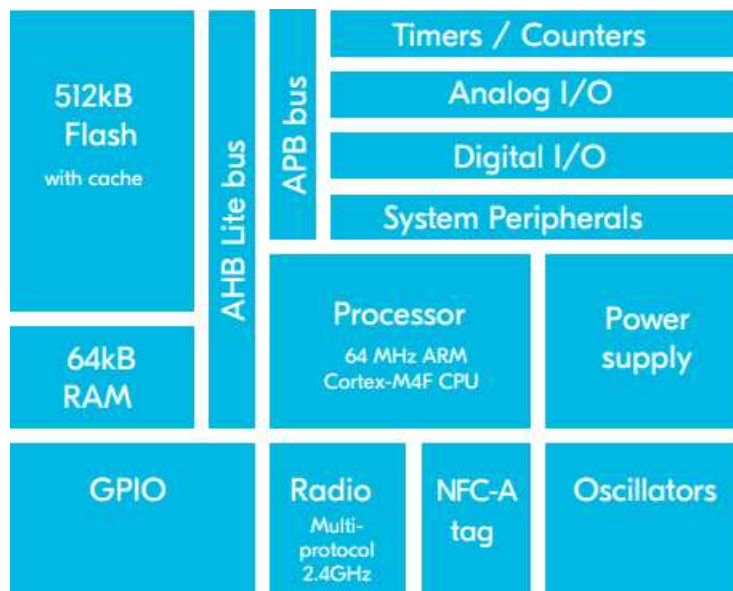 512kB
Flash
with cache
64kB
RAM
AHB Lite bus
APB bus
Timers / Counters
Analog I/O
Digital I/O
System Peripherals
Processor
64 MHz ARM
Cortex-M4F CPU
Power
supply
GPIO
Radio
Multi-
protocol
2.4GHz
NFC-A
tag
Oscillators